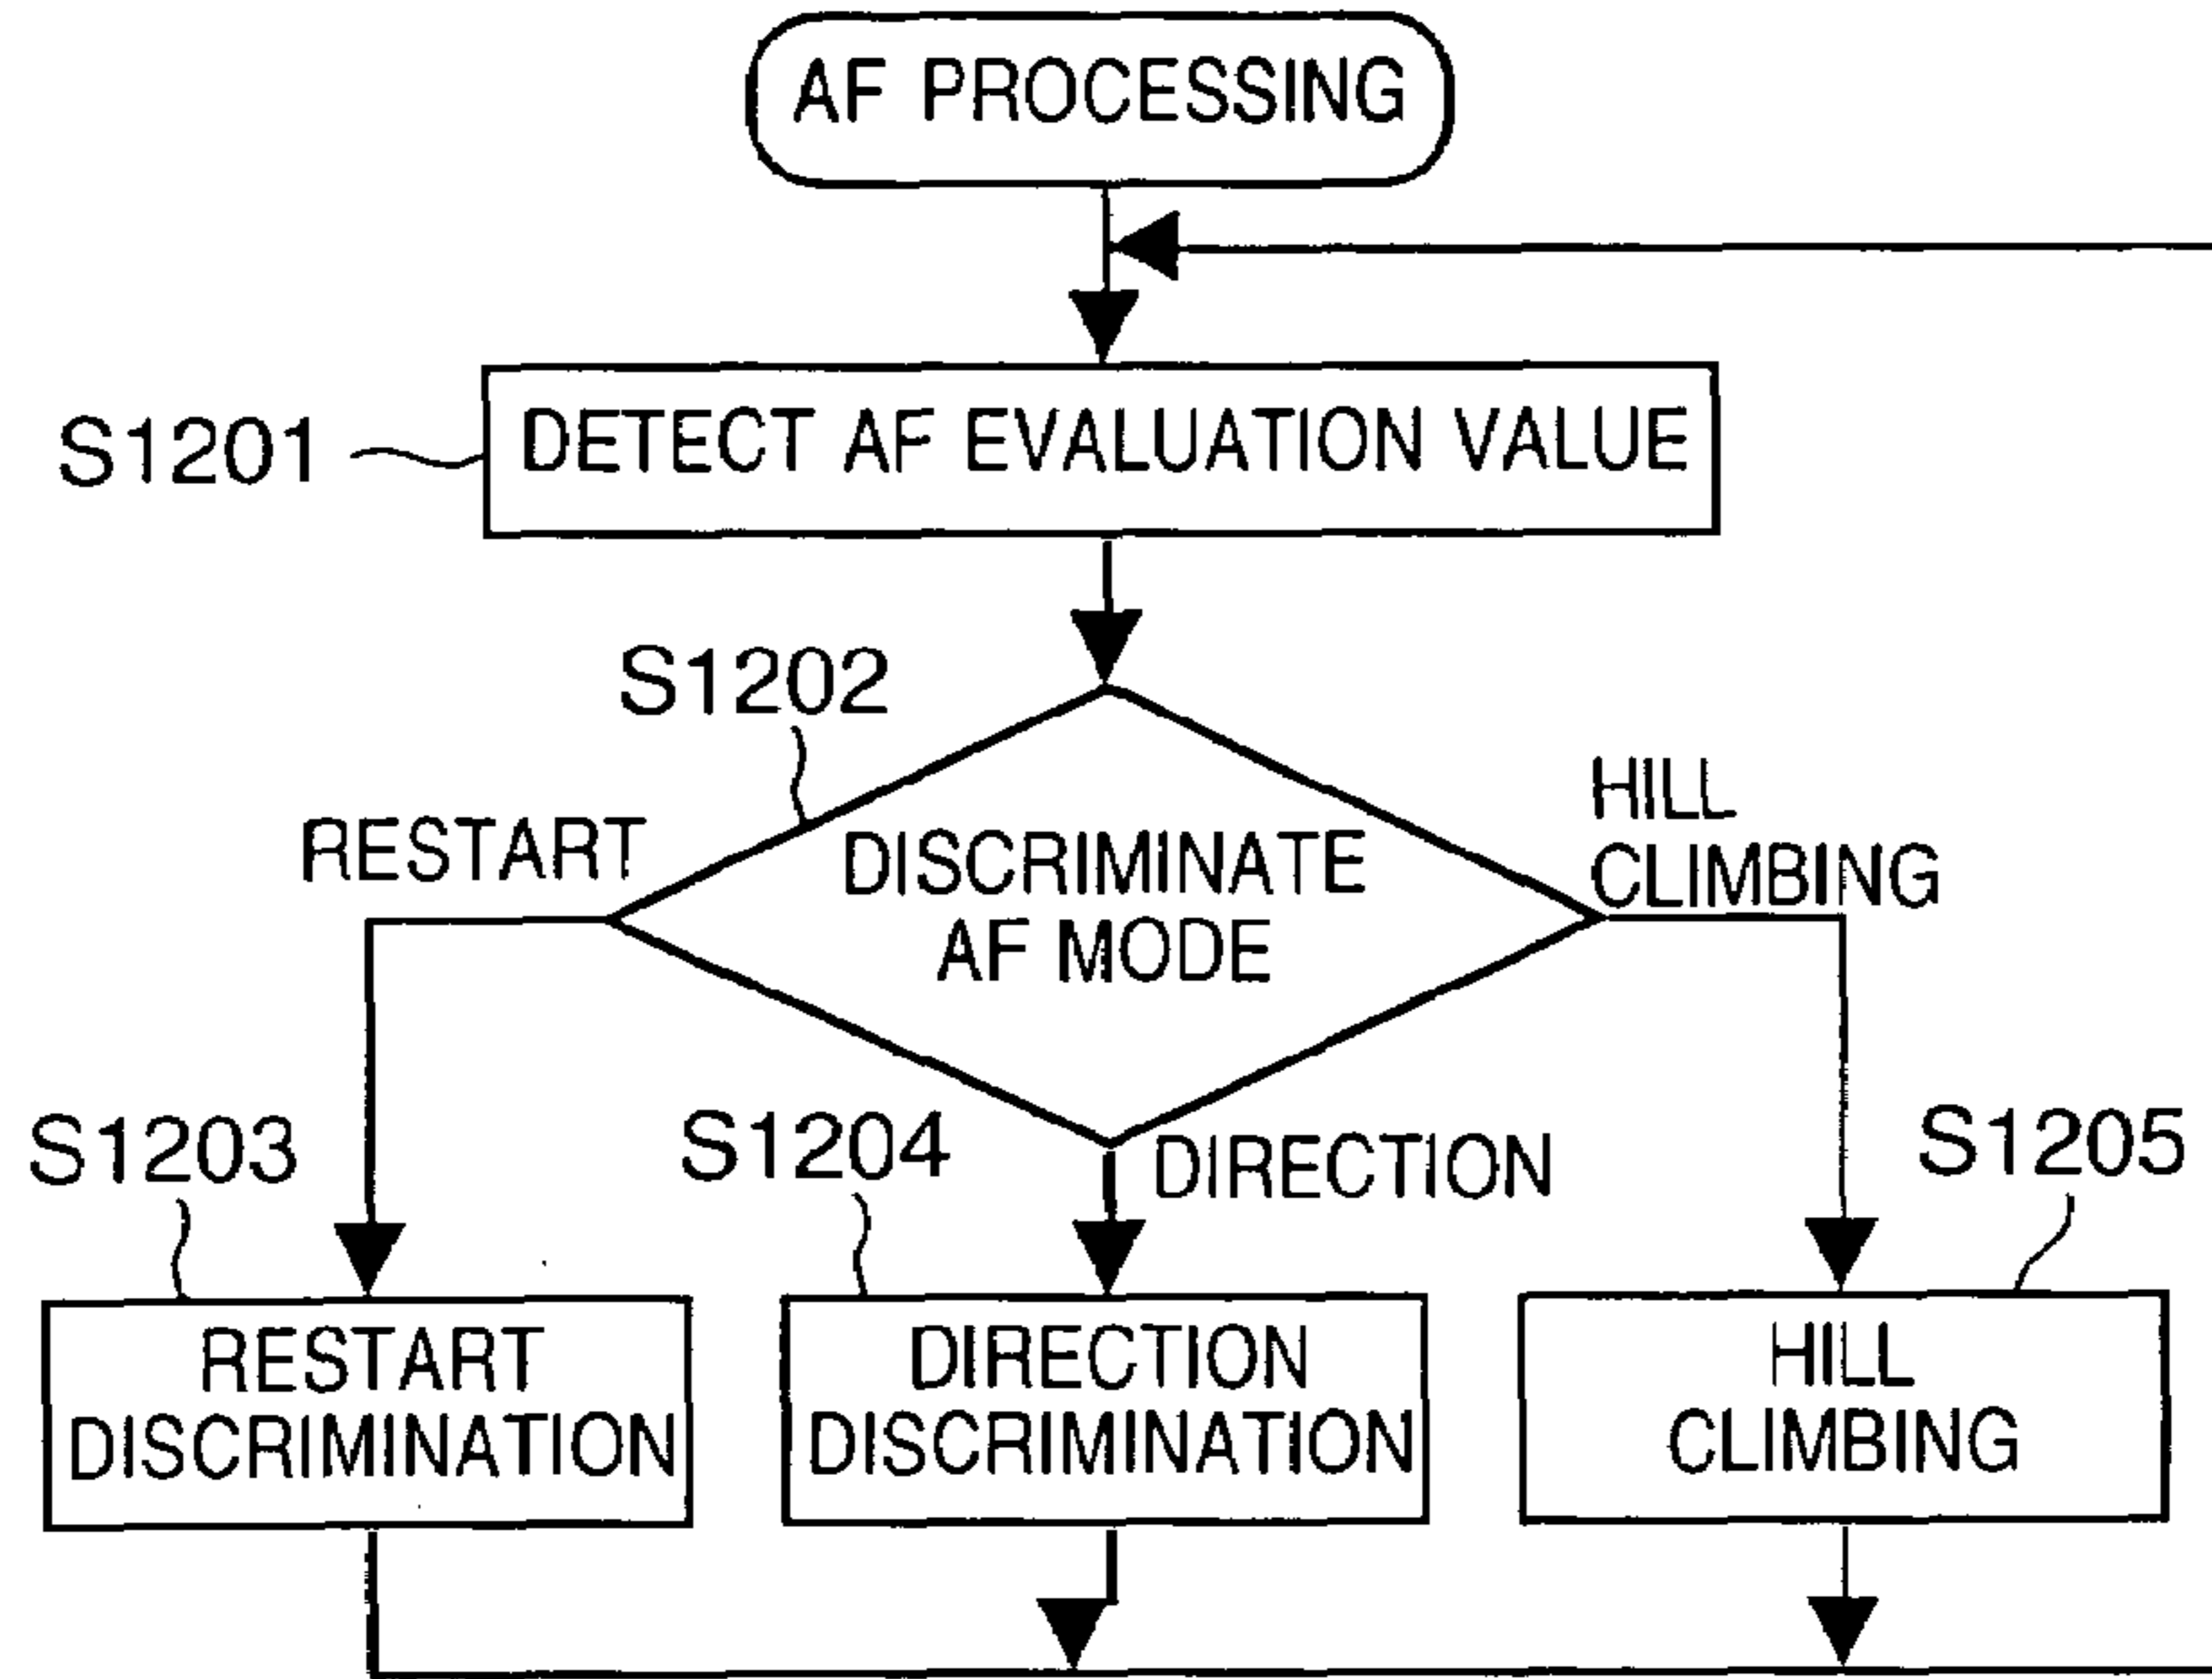 AF PROCESSING
S1201
DETECT AF EVALUATION VALUE
S1202
RESTART
DISCRIMINATE
AF MODE
HILL
CLIMBING
S1203
S1204
DIRECTION
S1205
RESTART
DISCRIMINATION
DIRECTION
DISCRIMINATION
HILL
CLIMBING